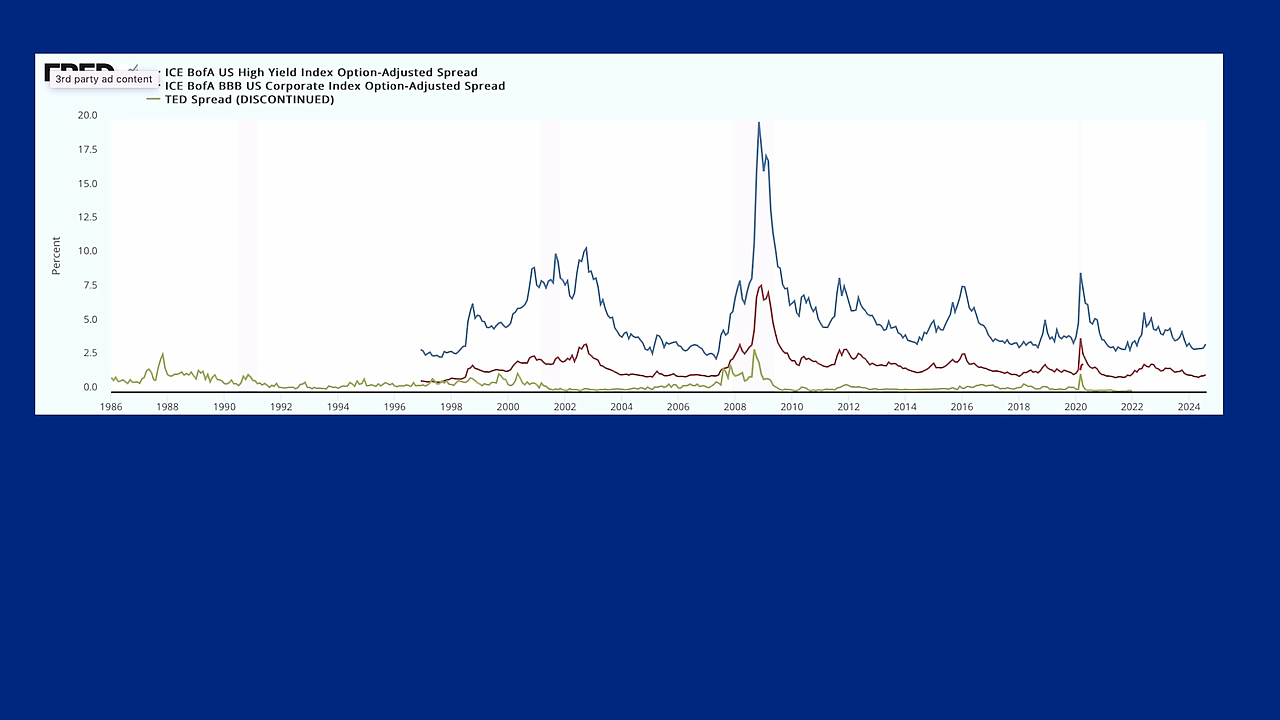 FRED
3rd party ad content
ICE BofA US High Yield Index Option-Adjusted Spread
ICE BofA BBB US Corporate Index Option-Adjusted Spread
TED Spread (DISCONTINUED)
20.0
17.5
15.0
12.5
10.0
7.5
5.0
2.5
0.0
Percent
1986 1988 1990 1992 1994 1996 1998 2000 2002 2004 2006 2008 2010 2012 2014 2016 2018 2020 2022 2024